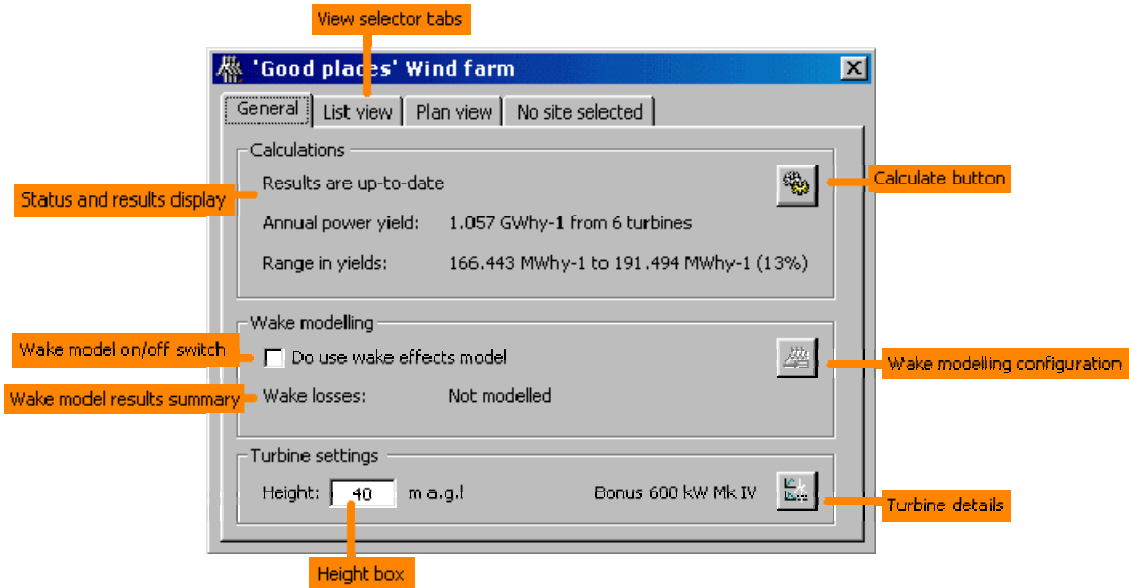 View selector tabs
'Good places' Wind farm
General List view Plan view No site selected
Calculations
Results are up-to-date
Calculate button
Status and results display
Annual power yield: 1.057 GWhy-1 from 6 turbines
Range in yields: 166.443 MWhy-1 to 191.494 MWhy-1 (13%)
Wake modelling
Wake model on/off switch
Do use wake effects model
Wake modelling configuration
Wake model results summary
Wake losses: Not modelled
Turbine settings
Height: 40 m a.g.l Bonus 600 kW Mk IV
Turbine details
Height box